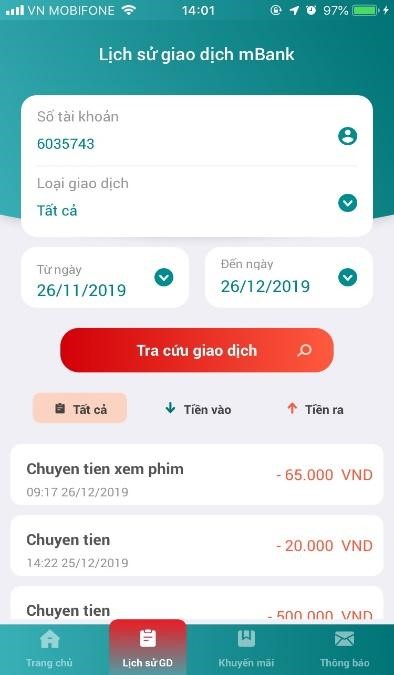 VN MOBIFONE 14:01 97%
Lịch sử giao dịch mBank
Số tài khoản
6035743
Loại giao dịch
Tất cả
Từ ngày
26/11/2019
Đến ngày
26/12/2019
Tra cứu giao dịch
Tất cả
Tiền vào
Tiền ra
Chuyen tien xem phim
- 65.000 VND
09:17 26/12/2019
Chuyen tien
- 20.000 VND
14:22 25/12/2019
Chuyen tien
- 500.000 VND
Trang chủ
Lịch sử GD
Khuyến mãi
Thông báo